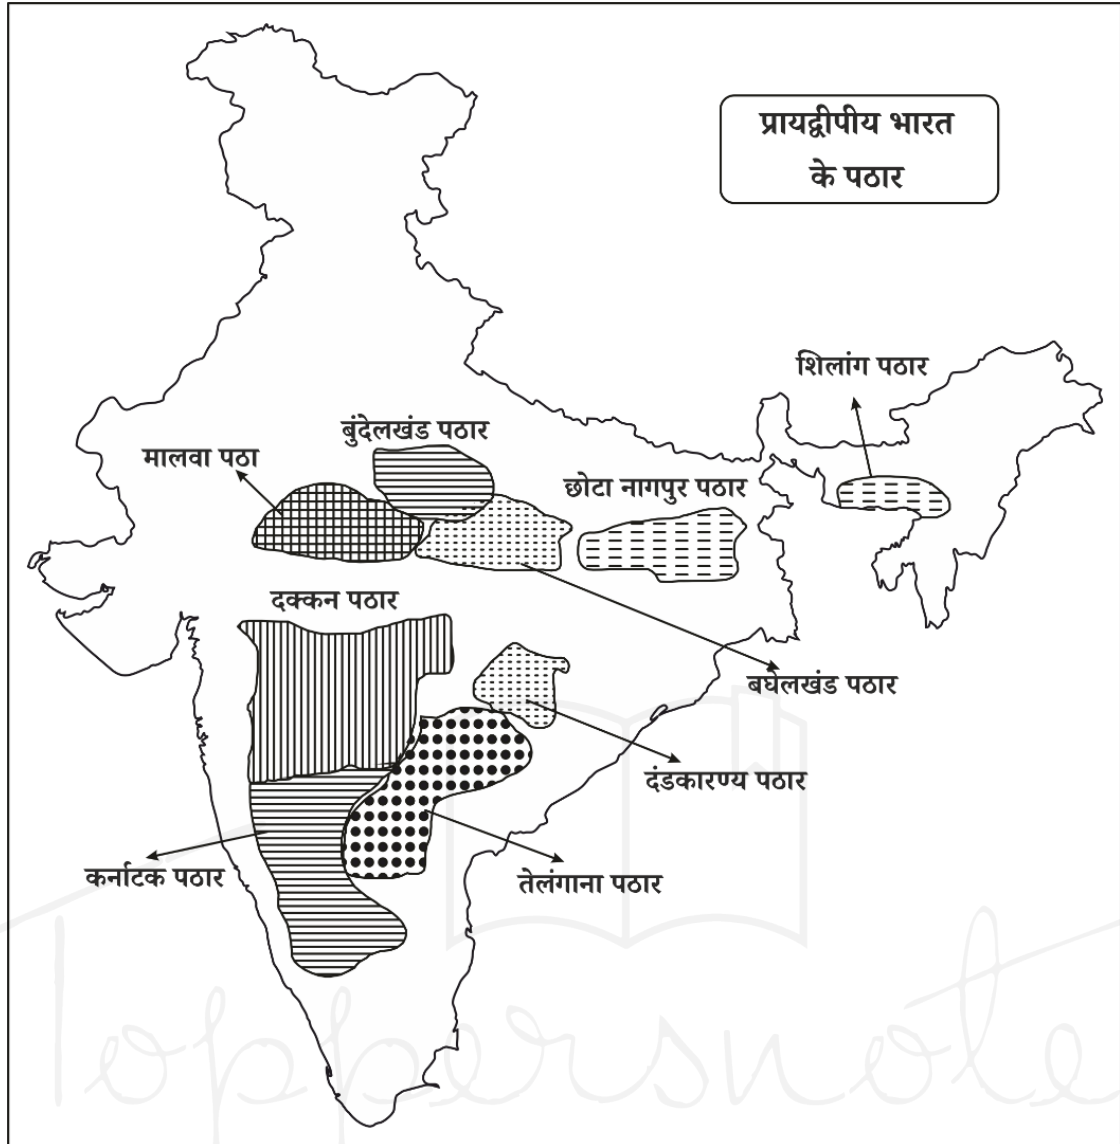 प्रायद्वीपीय भारत
के पठार
शिलांग पठार
बुंदेलखंड पठार
मालवा पठा
छोटा नागपुर पठार
दक्कन पठार
बघेलखंड पठार
दंडकारण्य पठार
कर्नाटक पठार
तेलंगाना पठार
Toppersnote